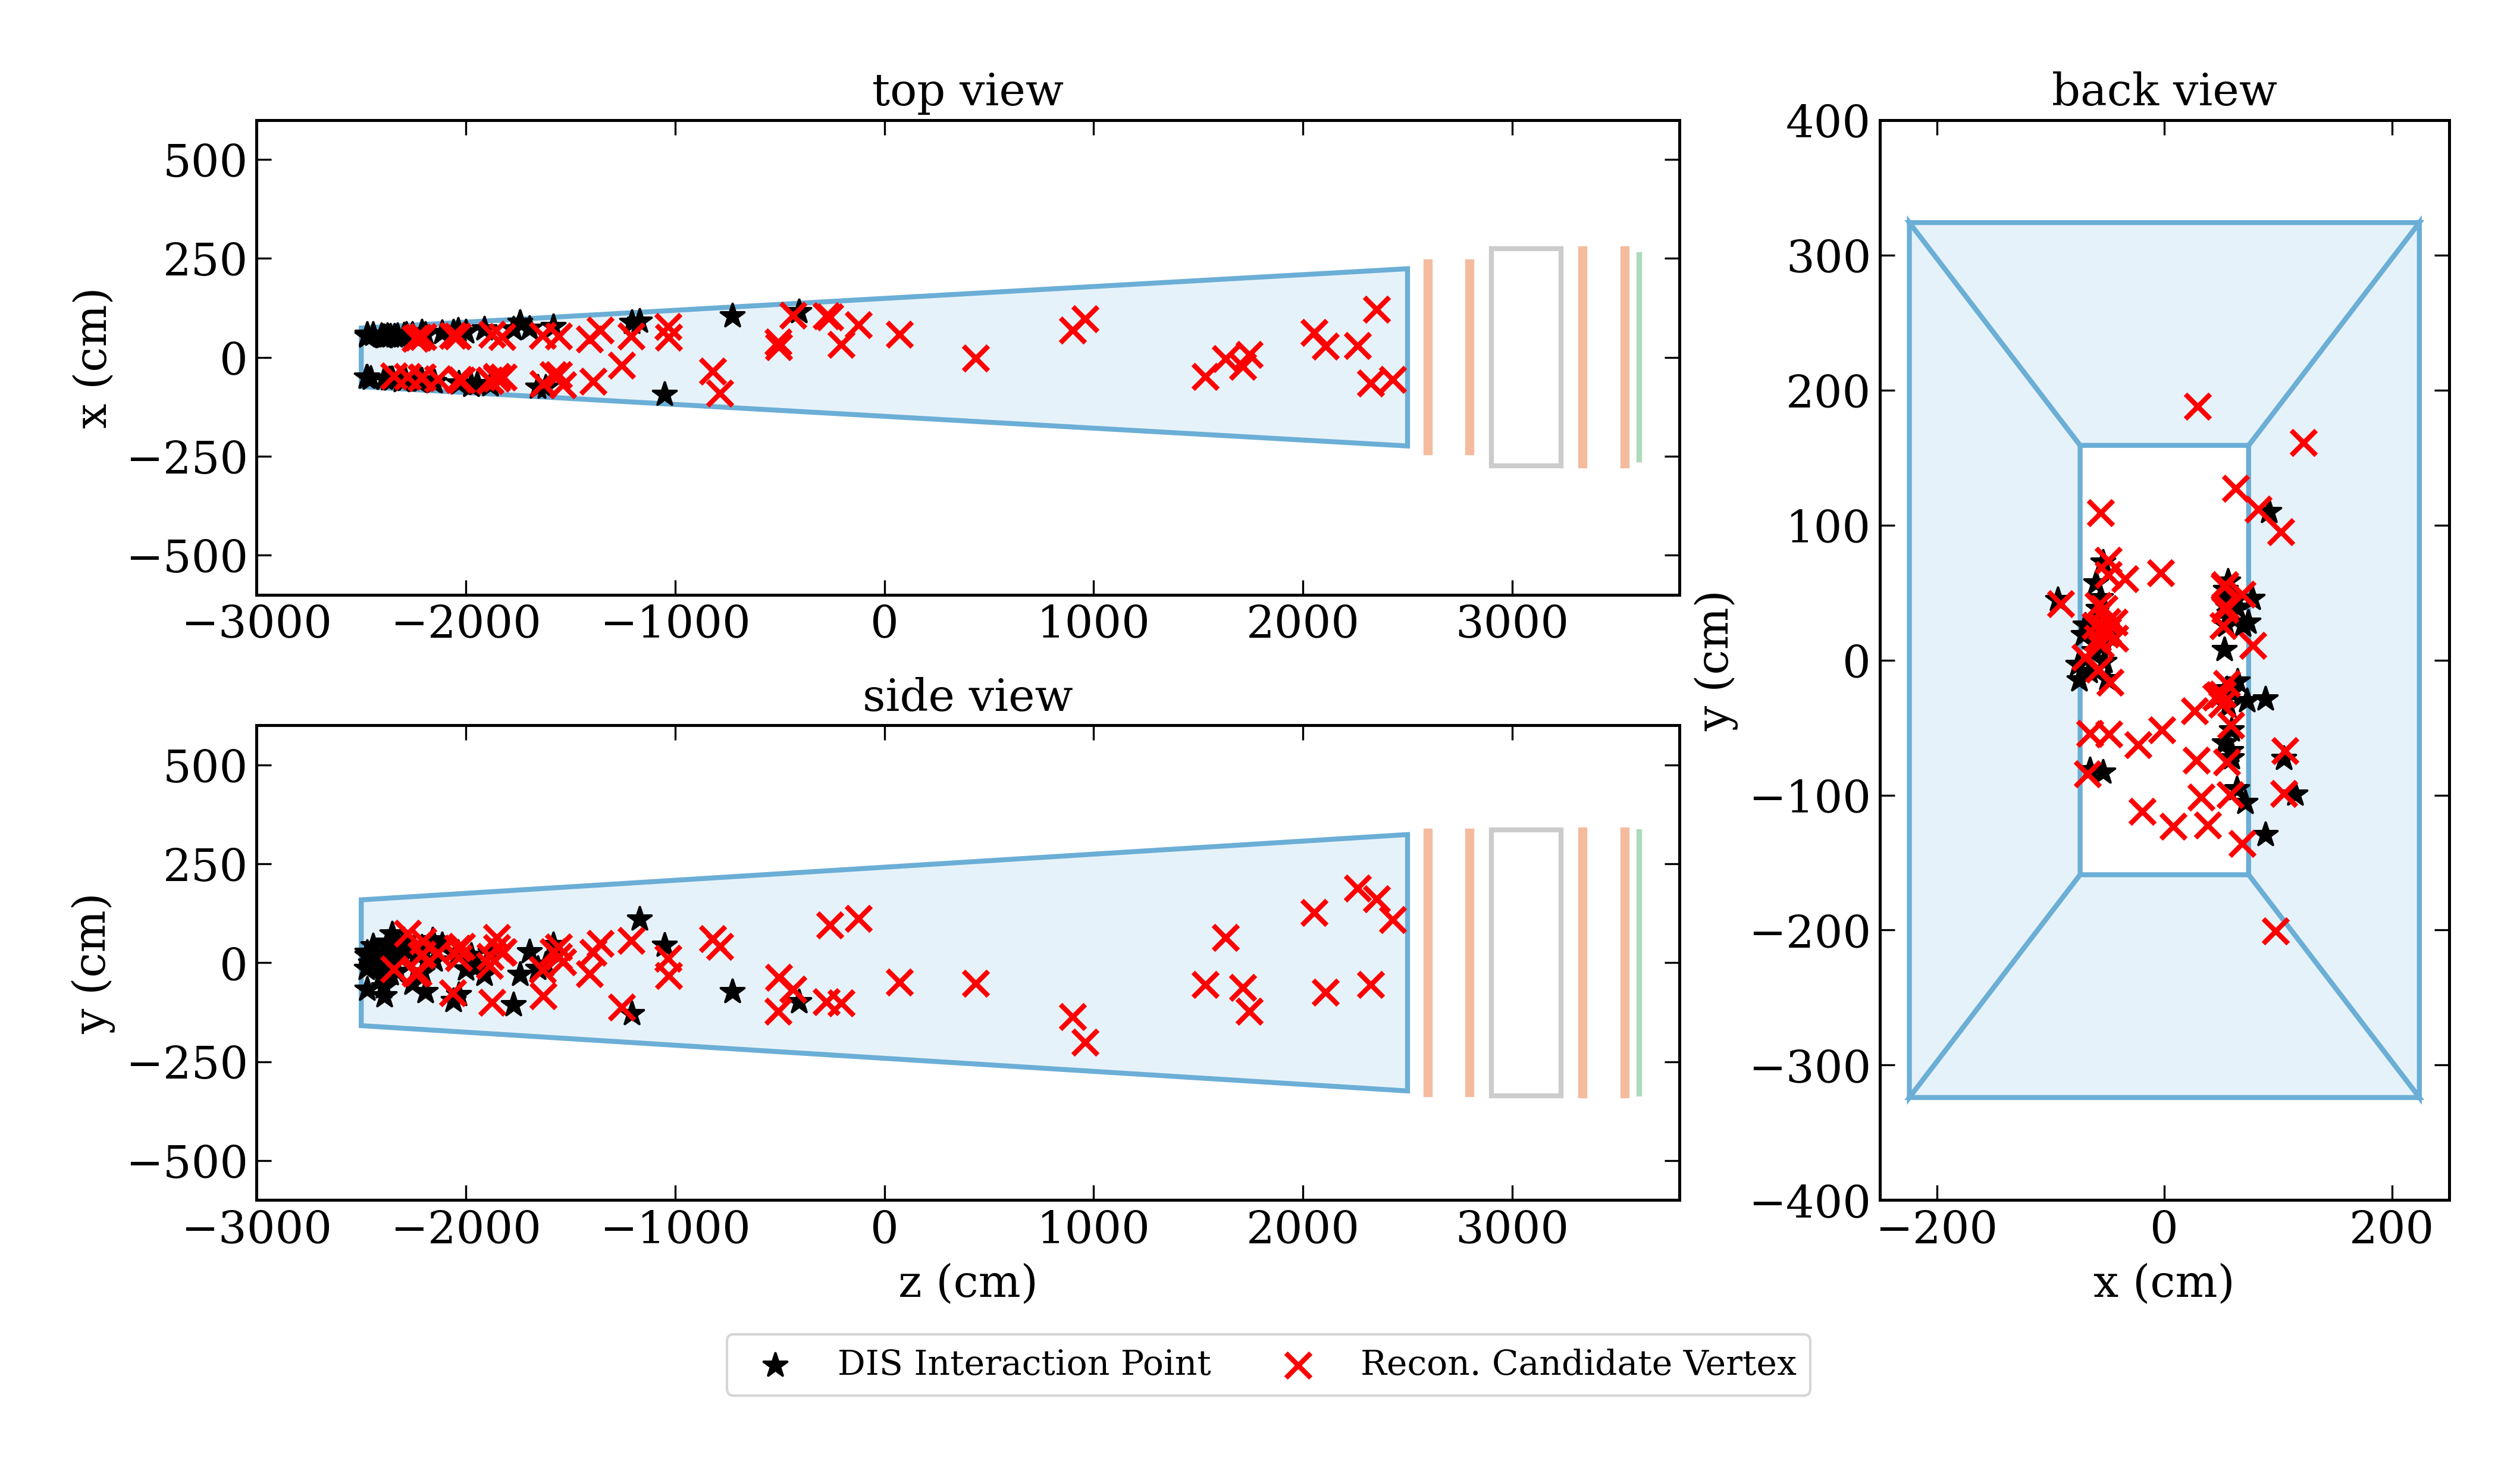 top view
500
250
0
−250
−500
x (cm)
−3000 −2000 −1000 0 1000 2000 3000
side view
500
250
0
−250
−500
y (cm)
−3000 −2000 −1000 0 1000 2000 3000
z (cm)
back view
400
300
200
100
0
−100
−200
−300
−400
y (cm)
−200 0 200
x (cm)
DIS Interaction Point Recon. Candidate Vertex